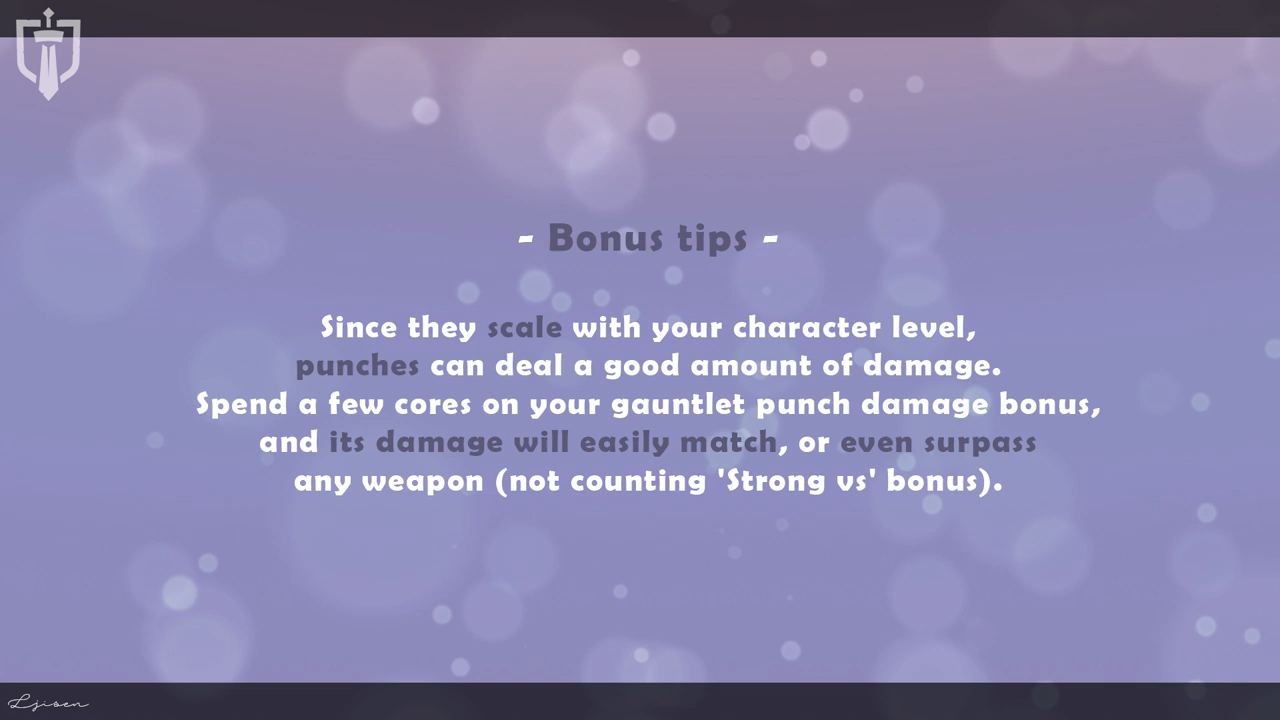 - Bonus tips -
Since they scale with your character level,
punches can deal a good amount of damage.
Spend a few cores on your gauntlet punch damage bonus,
and its damage will easily match, or even surpass
any weapon (not counting 'Strong vs' bonus).